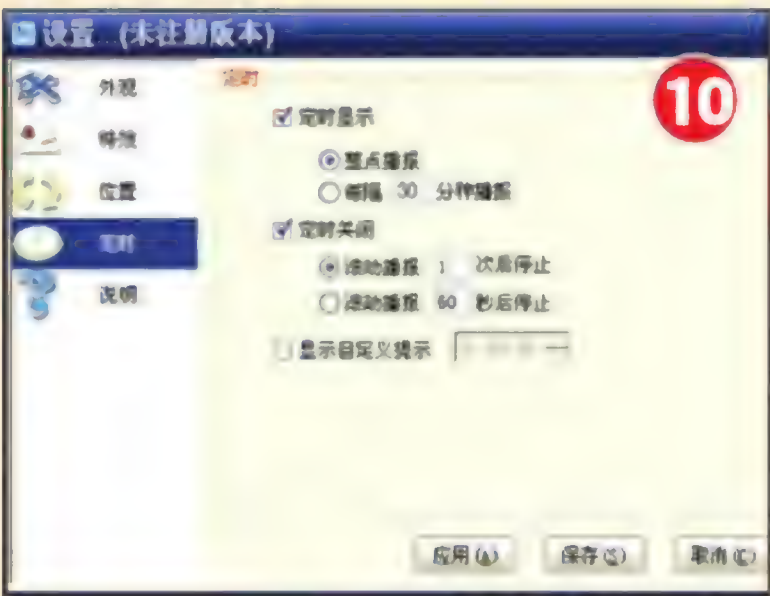 设置 (未注册版本)
10
外观
特效
位置
定时
说明
定时
定时显示
整点播报
每隔 30 分钟播报
定时关闭
滚动播报 1 次后停止
滚动播报 60 秒后停止
显示自定义提示
应用(A)
保存(S)
取消(C)